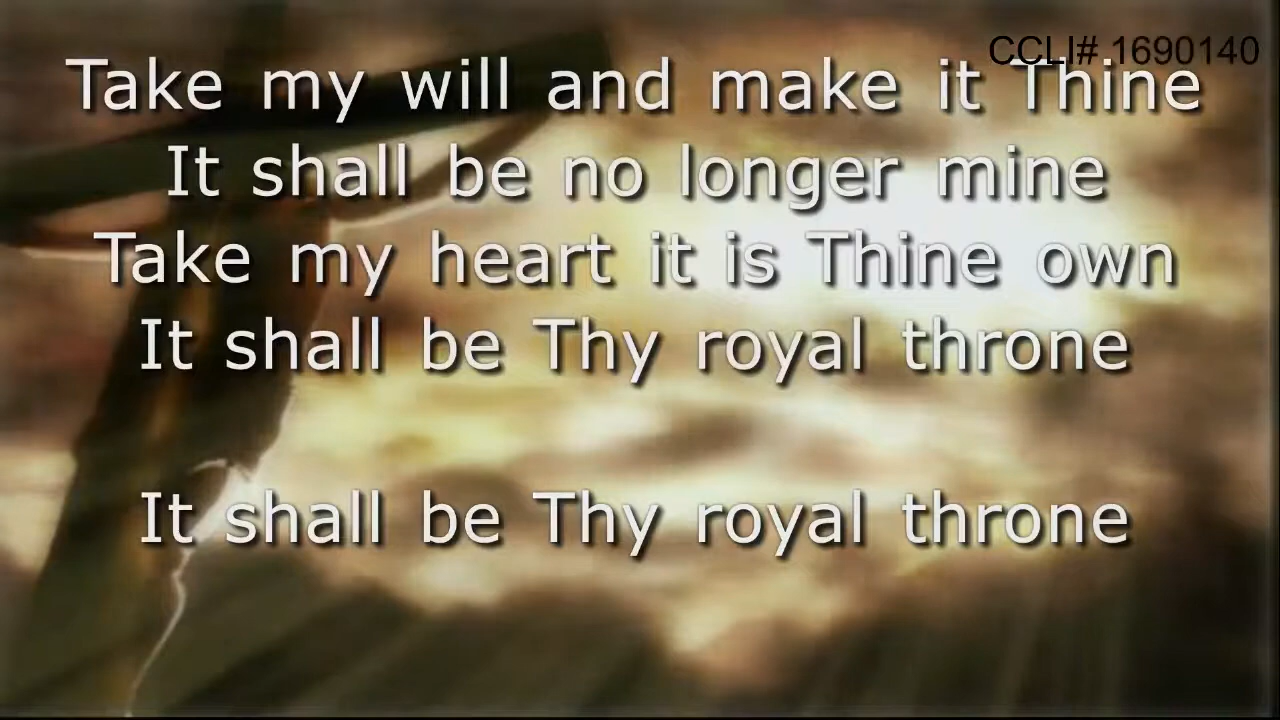 CCLI# 1690140
Take my will and make it Thine
It shall be no longer mine
Take my heart it is Thine own
It shall be Thy royal throne
It shall be Thy royal throne